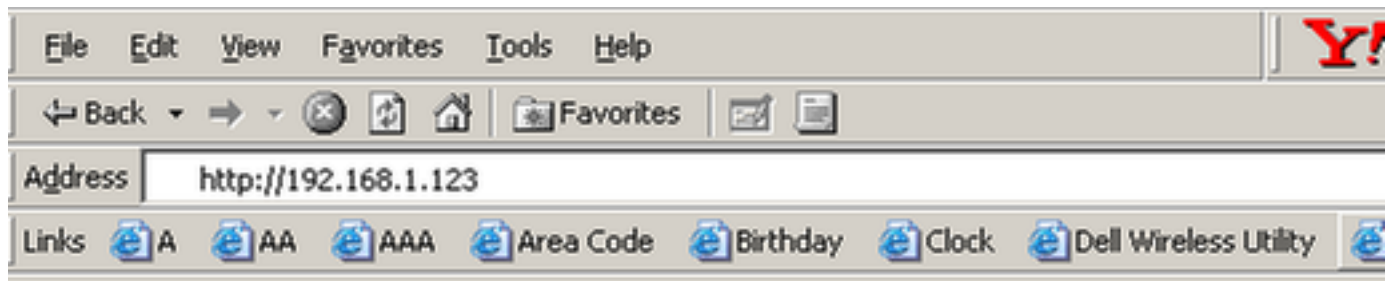 File Edit View Favorites Tools Help Y!
Back Favorites
Address http://192.168.1.123
Links A AA AAA Area Code Birthday Clock Dell Wireless Utility